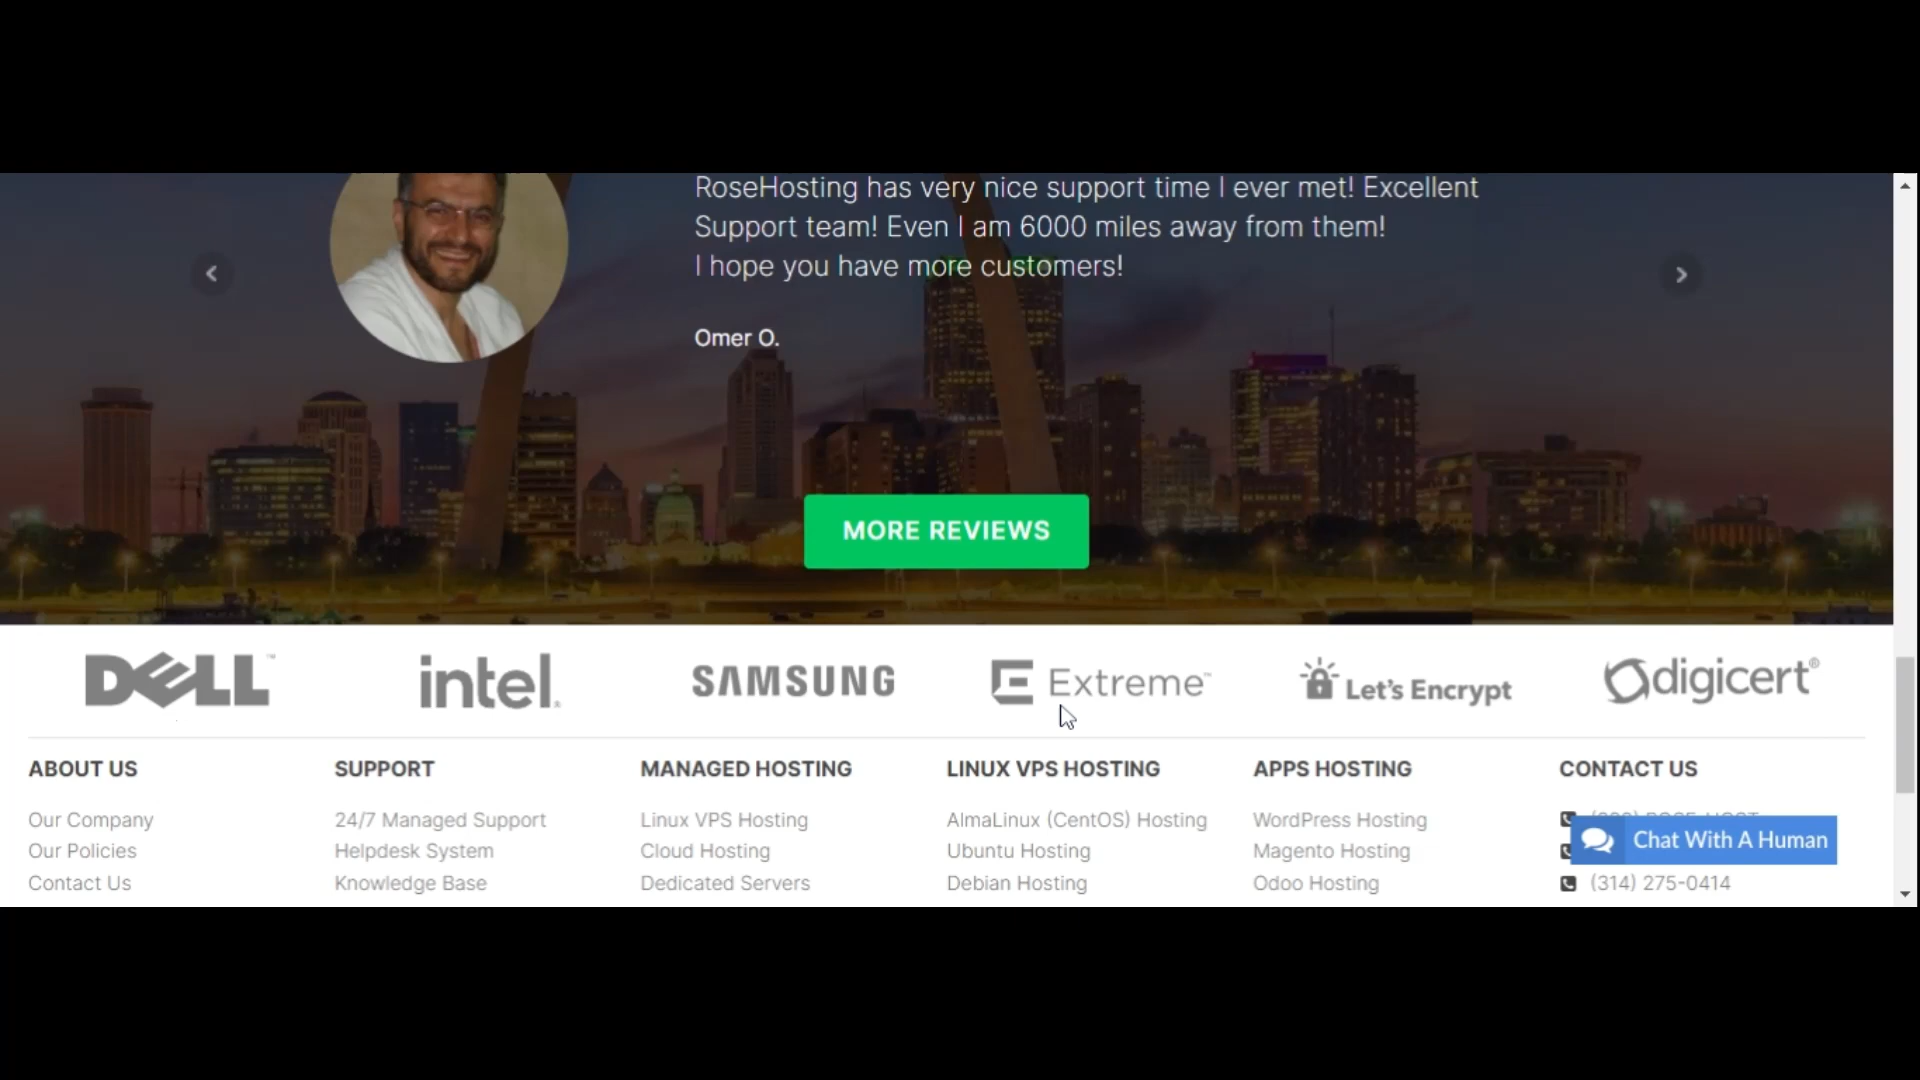 RoseHosting has very nice support time I ever met! Excellent
Support team! Even I am 6000 miles away from them!
I hope you have more customers!
Omer O.
MORE REVIEWS
DELL™
intel®
SAMSUNG
Extreme™
Let's Encrypt
digicert®
ABOUT US
Our Company
Our Policies
Contact Us
SUPPORT
24/7 Managed Support
Helpdesk System
Knowledge Base
MANAGED HOSTING
Linux VPS Hosting
Cloud Hosting
Dedicated Servers
LINUX VPS HOSTING
AlmaLinux (CentOS) Hosting
Ubuntu Hosting
Debian Hosting
APPS HOSTING
WordPress Hosting
Magento Hosting
Odoo Hosting
CONTACT US
Chat With A Human
(314) 275-0414